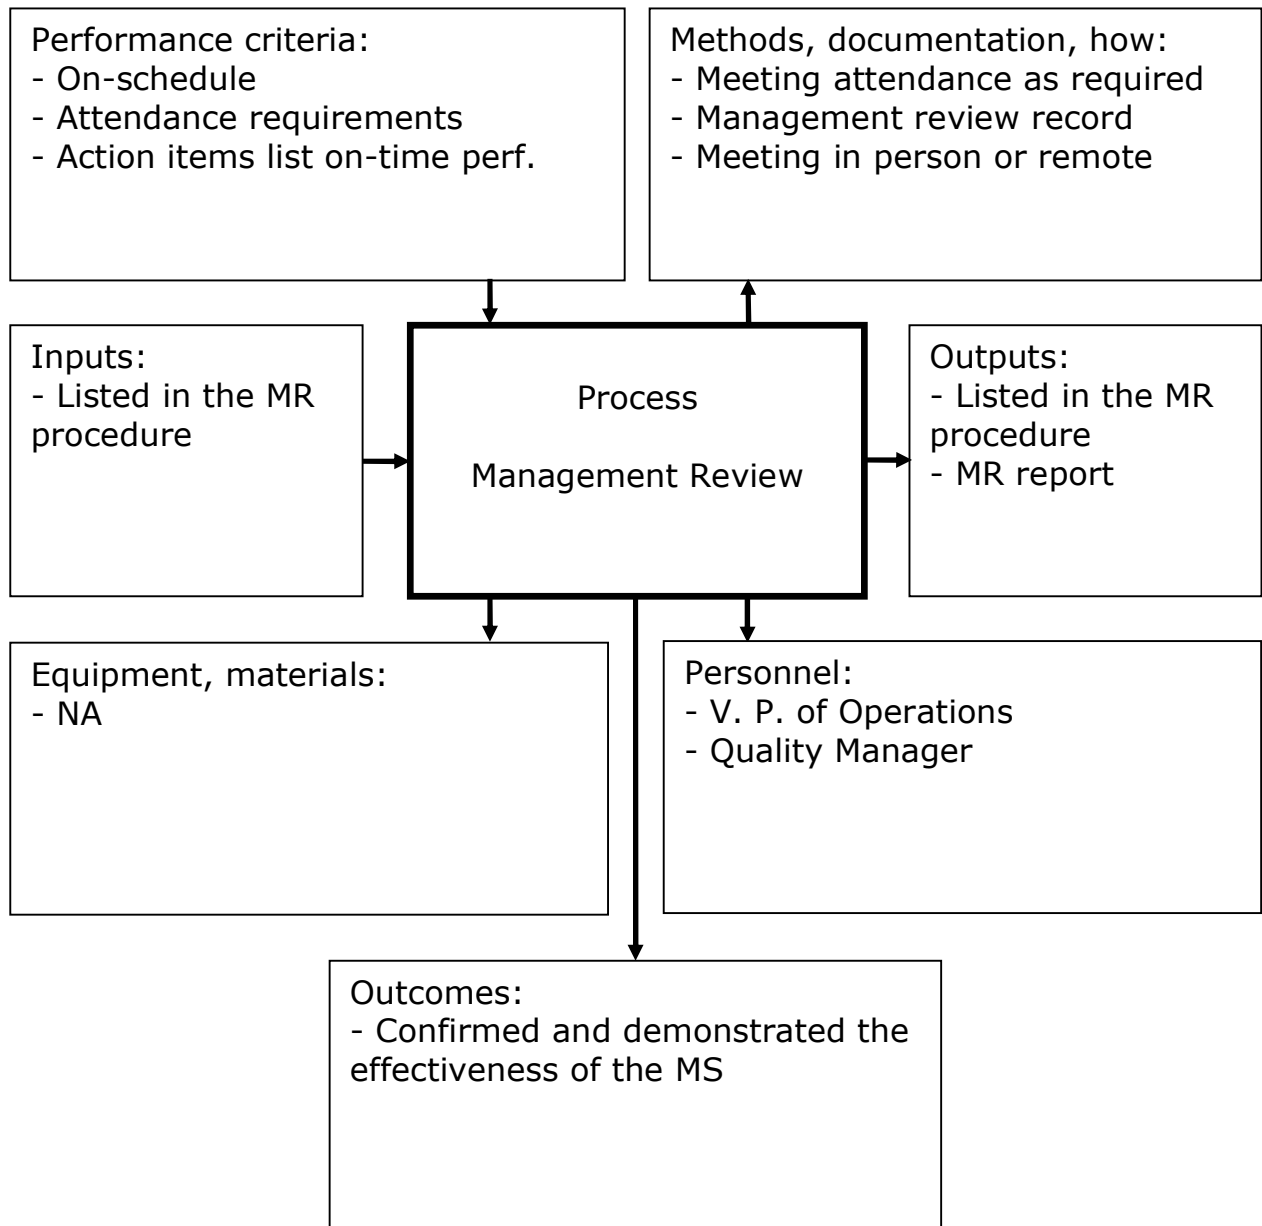 Performance criteria:
- On-schedule
- Attendance requirements
- Action items list on-time perf.
Methods, documentation, how:
- Meeting attendance as required
- Management review record
- Meeting in person or remote
Inputs:
- Listed in the MR
procedure
Process
Management Review
Outputs:
- Listed in the MR
procedure
- MR report
Equipment, materials:
- NA
Personnel:
- V. P. of Operations
- Quality Manager
Outcomes:
- Confirmed and demonstrated the
effectiveness of the MS